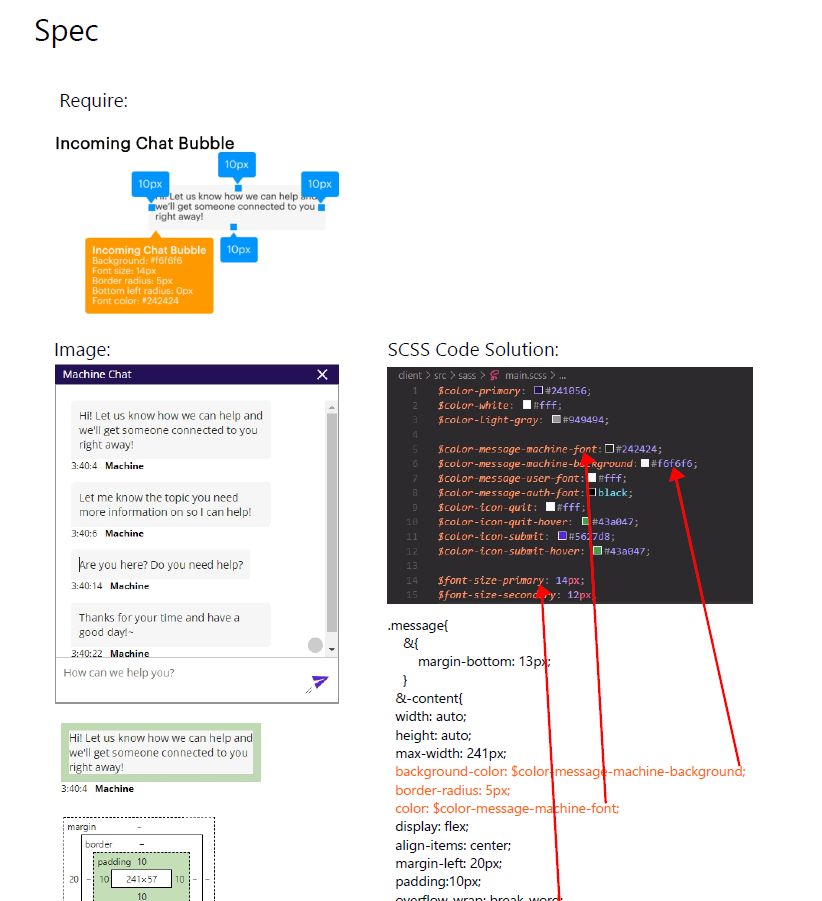 Spec
Require:
Incoming Chat Bubble
10px
10px
10px
Hi! Let us know how we can help and
we'll get someone connected to you
right away!
10px
Incoming Chat Bubble
Background: #f6f6f6
Font size: 14px
Border radius: 5px
Bottom left radius: 0px
Font color: #242424
Image:
Machine Chat
Hi! Let us know how we can help and
we'll get someone connected to you
right away!
3:40:4 Machine
Let me know the topic you need
more information on so I can help!
3:40:6 Machine
Are you here? Do you need help?
3:40:14 Machine
Thanks for your time and have a
good day!~
3:40:22 Machine
How can we help you?
Hi! Let us know how we can help and
we'll get someone connected to you
right away!
3:40:4 Machine
margin –
border –
padding 10
20 – 10 241×57 10 – –
10
SCSS Code Solution:
client > src > sass > main.scss > ...
1 $color-primary: #241056;
2 $color-white: #fff;
3 $color-light-gray: #949494;
4
5 $color-message-machine-font: #242424;
6 $color-message-machine-background: #f6f6f6;
7 $color-message-user-font: #fff;
8 $color-message-auth-font: black;
9 $color-icon-quit: #fff;
10 $color-icon-quit-hover: #43a047;
11 $color-icon-submit: #5627d8;
12 $color-icon-submit-hover: #43a047;
13
14 $font-size-primary: 14px;
15 $font-size-secondary: 12px
.message{
&{
margin-bottom: 13px;
}
&-content{
width: auto;
height: auto;
max-width: 241px;
background-color: $color-message-machine-background;
border-radius: 5px;
color: $color-message-machine-font;
display: flex;
align-items: center;
margin-left: 20px;
padding:10px;
overflow-wrap: break-word;